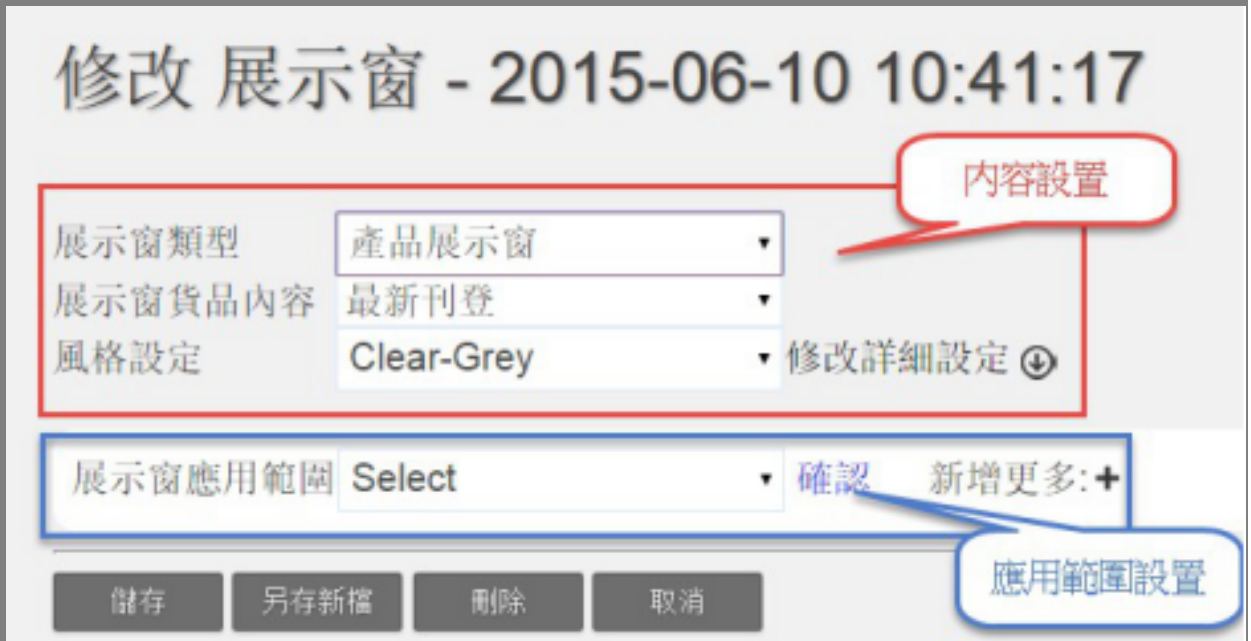 修改 展示窗 - 2015-06-10 10:41:17
内容設置
展示窗類型 產品展示窗
展示窗貨品內容 最新刊登
風格設定 Clear-Grey 修改詳細設定
展示窗應用範圍 Select 確認 新增更多:+
應用範圍設置
儲存 另存新檔 刪除 取消